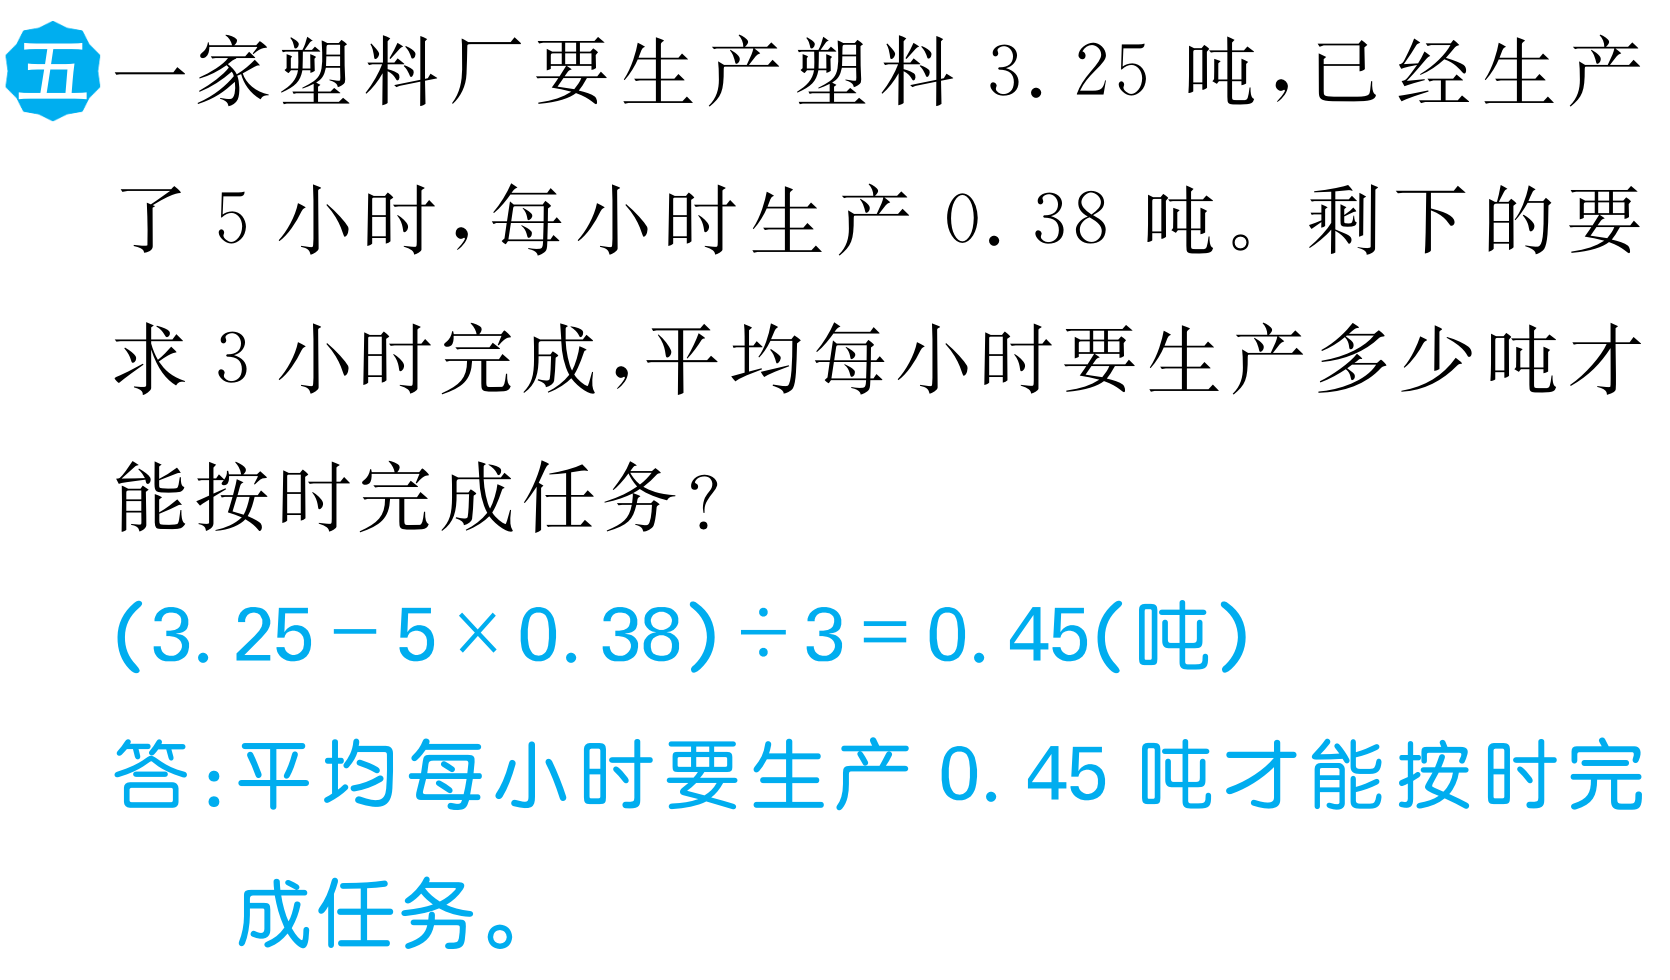 五 一家塑料厂要生产塑料 3.25 吨,已经生产
了 5 小时,每小时生产 0.38 吨。剩下的要
求 3 小时完成,平均每小时要生产多少吨才
能按时完成任务?
(3.25-5×0.38)÷3=0.45(吨)
答:平均每小时要生产 0.45 吨才能按时完
成任务。